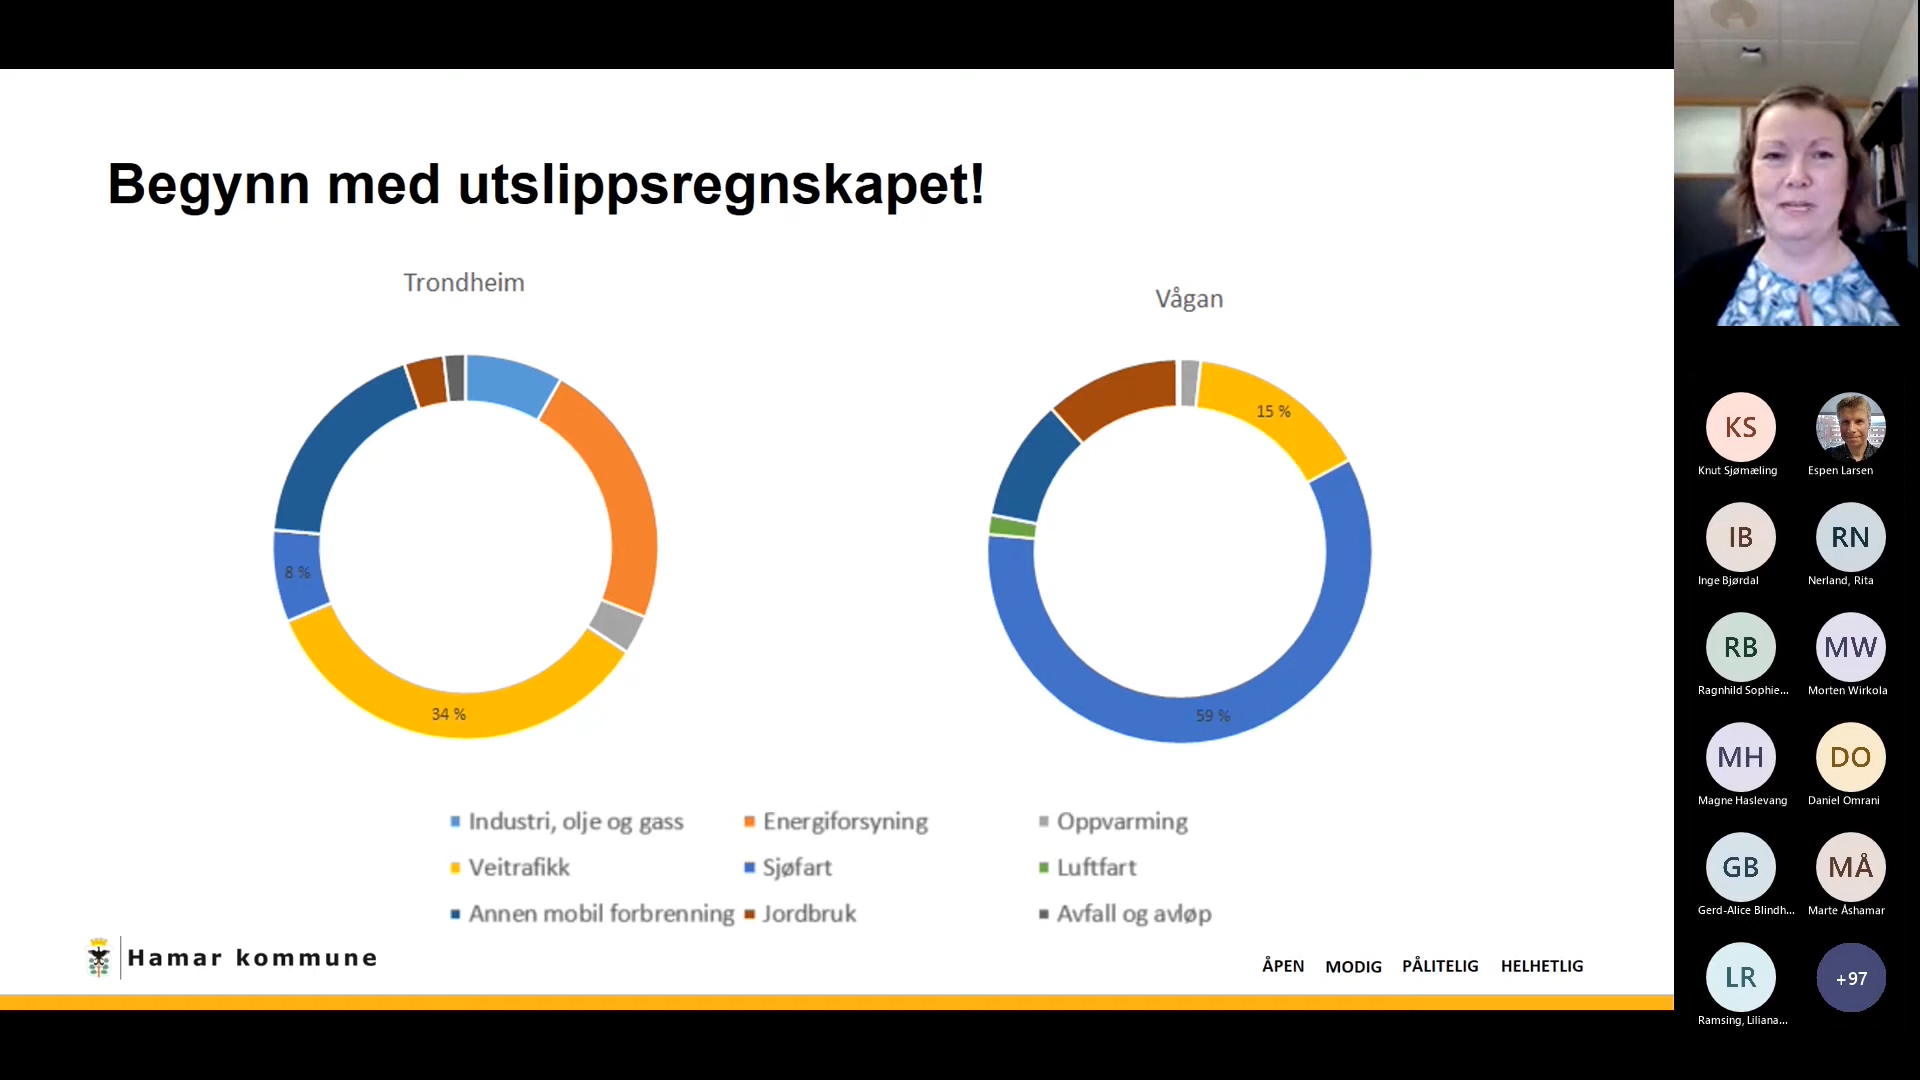 Begynn med utslippsregnskapet!
Trondheim
Vågan
8 %
34 %
15 %
59 %
Industri, olje og gass
Energiforsyning
Oppvarming
Veitrafikk
Sjøfart
Luftfart
Annen mobil forbrenning
Jordbruk
Avfall og avløp
Hamar kommune
ÅPEN MODIG PÅLITELIG HELHETLIG
KS
Knut Sjømæling
Espen Larsen
IB
Inge Bjørdal
RN
Nerland, Rita
RB
Ragnhild Sophie...
MW
Morten Wirkola
MH
Magne Haslevang
DO
Daniel Omrani
GB
Gerd-Alice Blindh...
MÅ
Marte Åshamar
LR
Ramsing, Liliana...
+97